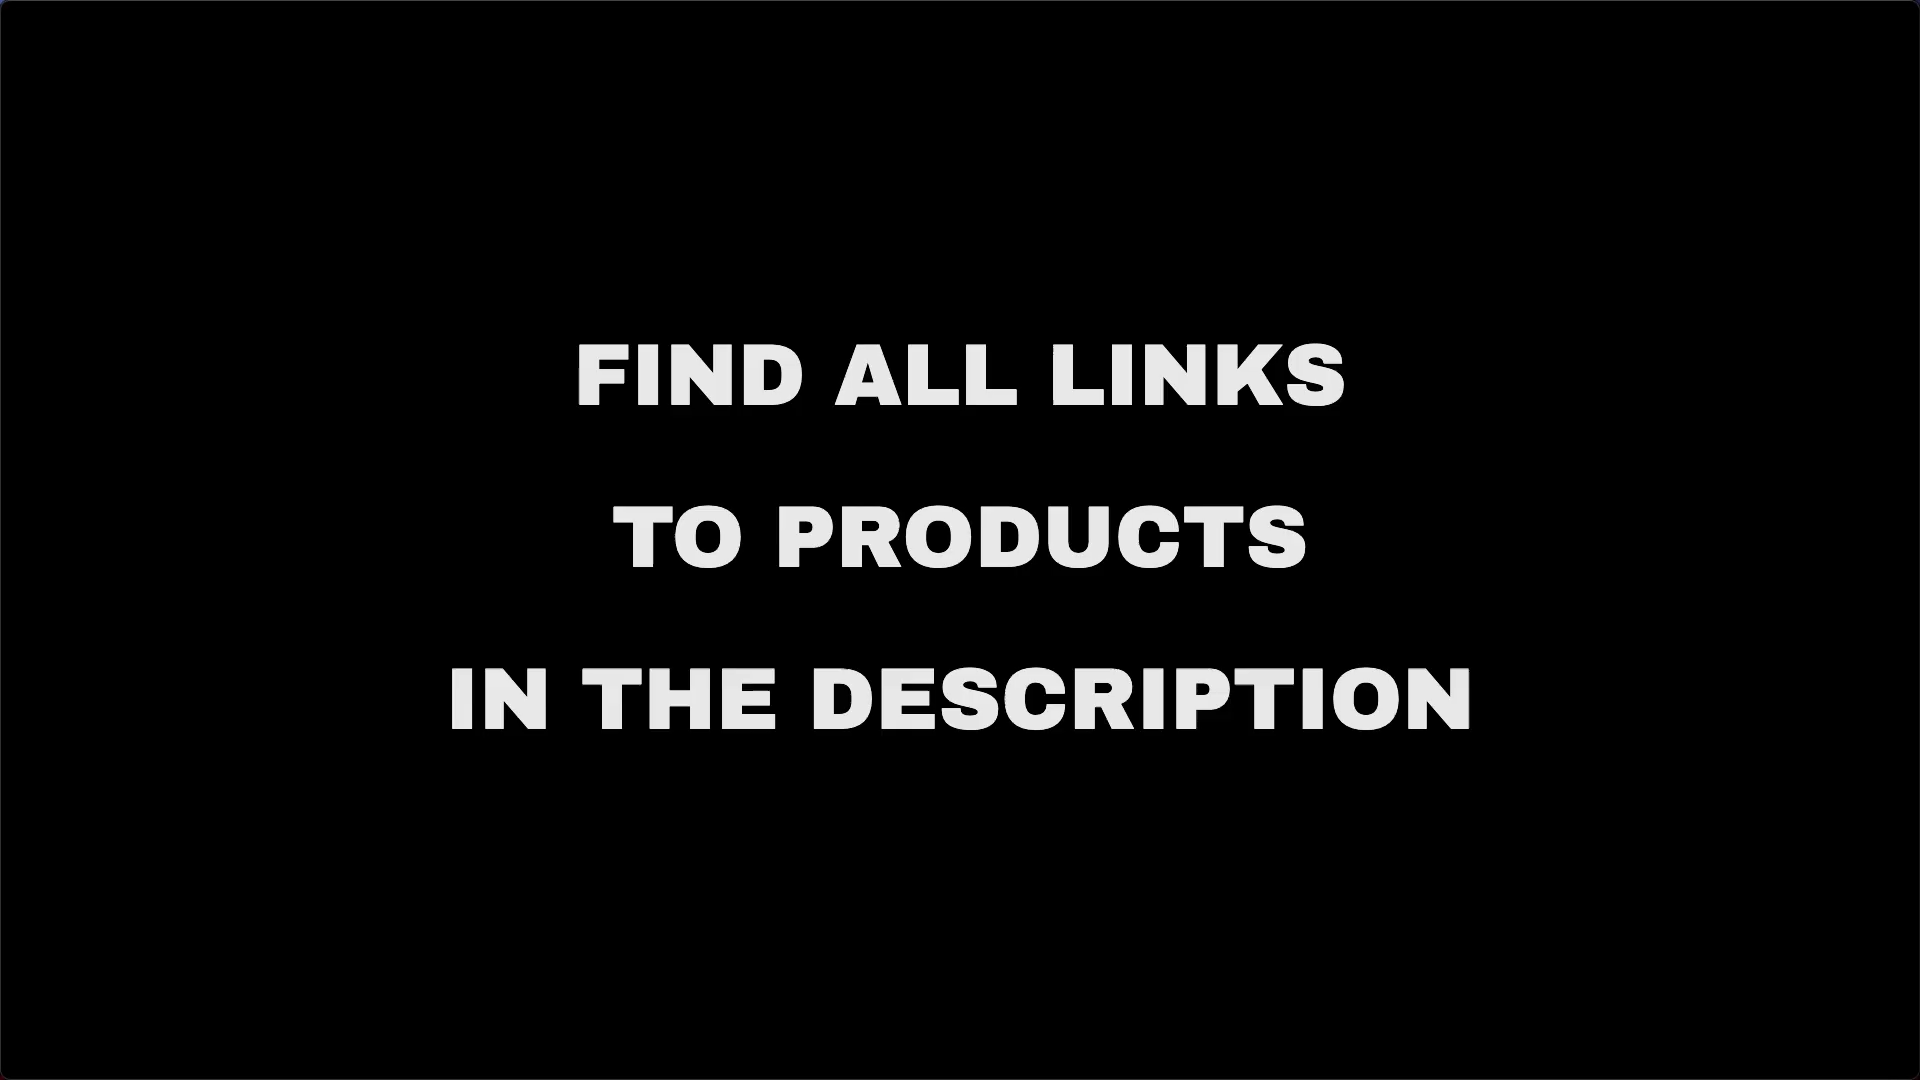 FIND ALL LINKS
TO PRODUCTS
IN THE DESCRIPTION